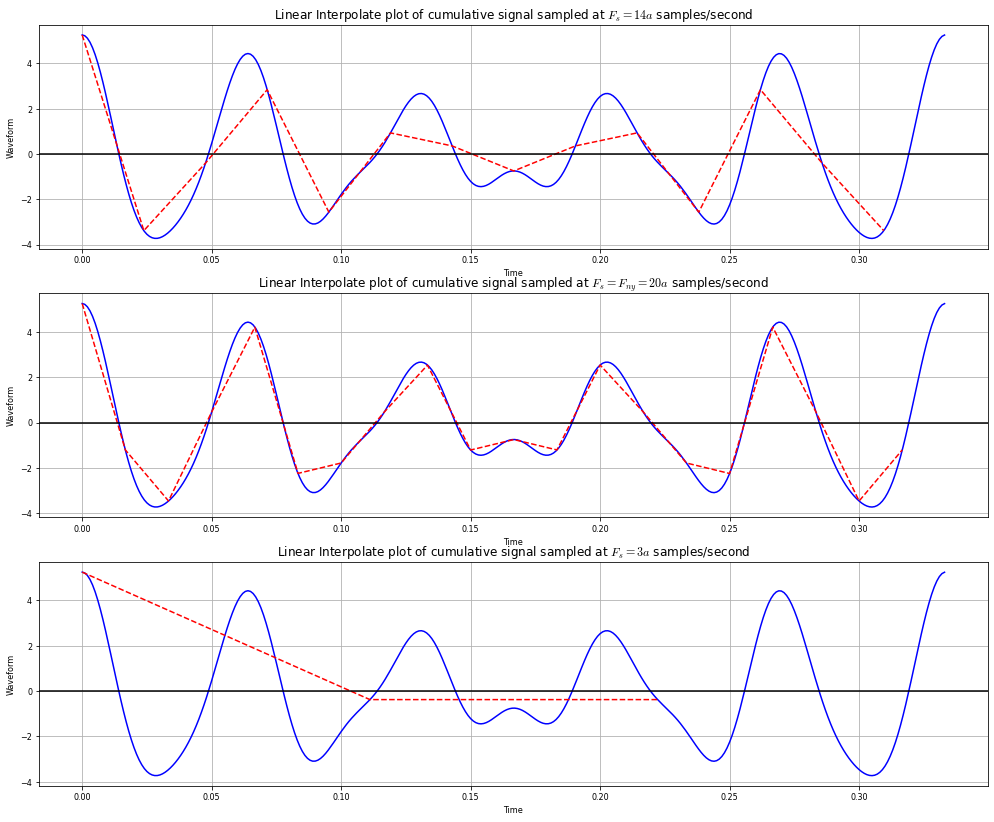 Linear Interpolate plot of cumulative signal sampled at $F_s = 14a$ samples/second
Waveform
4
2
0
−2
−4
0.00 0.05 0.10 0.15 0.20 0.25 0.30
Time
Linear Interpolate plot of cumulative signal sampled at $F_s = F_{ny} = 20a$ samples/second
Waveform
4
2
0
−2
−4
0.00 0.05 0.10 0.15 0.20 0.25 0.30
Time
Linear Interpolate plot of cumulative signal sampled at $F_s = 3a$ samples/second
Waveform
4
2
0
−2
−4
0.00 0.05 0.10 0.15 0.20 0.25 0.30
Time